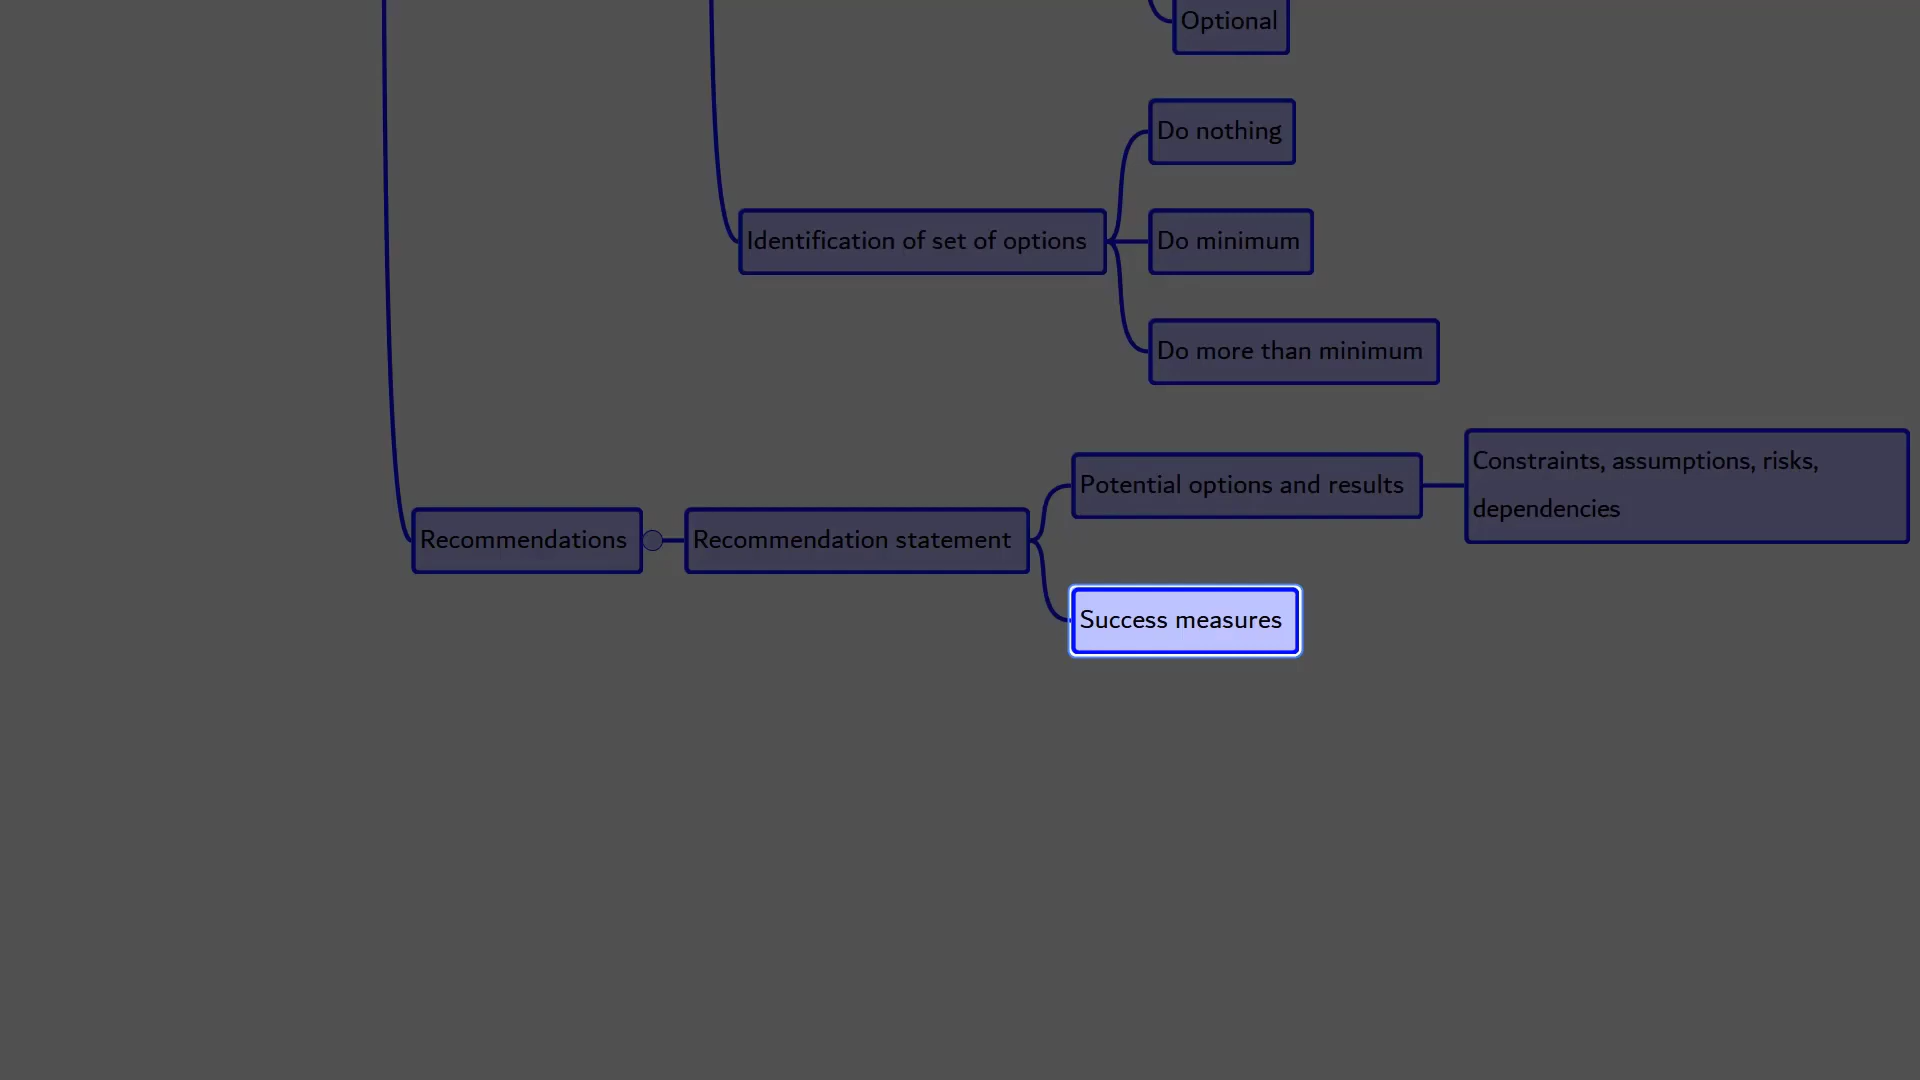 Optional
Do nothing
Identification of set of options
Do minimum
Do more than minimum
Recommendations
Recommendation statement
Potential options and results
Constraints, assumptions, risks,
dependencies
Success measures